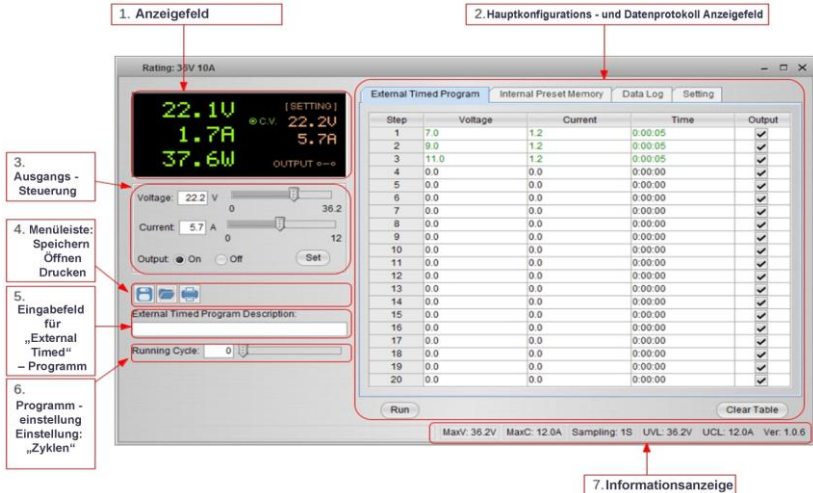 1. Anzeigefeld
2.Hauptkonfigurations - und Datenprotokoll Anzeigefeld
Rating: 36V 10A
22.1V
C.V.
[SETTING]
22.2V
1.7A
5.7A
37.6W
OUTPUT
3.
Ausgangs -
Steuerung
Voltage: 22.2 V
0 36.2
Current: 5.7 A
0 12
Output: On Off Set
4. Menüleiste:
Speichern
Öffnen
Drucken
5.
Eingabefeld
für
„External
Timed“
– Programm
External Timed Program Description:
6.
Programm -
einstellung
Einstellung:
„Zyklen“
Running Cycle: 0
External Timed Program Internal Preset Memory Data Log Setting
Step Voltage Current Time Output
1 7.0 1.2 0:00:05
2 9.0 1.2 0:00:05
3 11.0 1.2 0:00:05
4 0.0 0.0 0:00:00
5 0.0 0.0 0:00:00
6 0.0 0.0 0:00:00
7 0.0 0.0 0:00:00
8 0.0 0.0 0:00:00
9 0.0 0.0 0:00:00
10 0.0 0.0 0:00:00
11 0.0 0.0 0:00:00
12 0.0 0.0 0:00:00
13 0.0 0.0 0:00:00
14 0.0 0.0 0:00:00
15 0.0 0.0 0:00:00
16 0.0 0.0 0:00:00
17 0.0 0.0 0:00:00
18 0.0 0.0 0:00:00
19 0.0 0.0 0:00:00
20 0.0 0.0 0:00:00
Run Clear Table
MaxV: 36.2V MaxC: 12.0A Sampling: 1S UVL: 36.2V UCL: 12.0A Ver: 1.0.6
7.Informationsanzeige